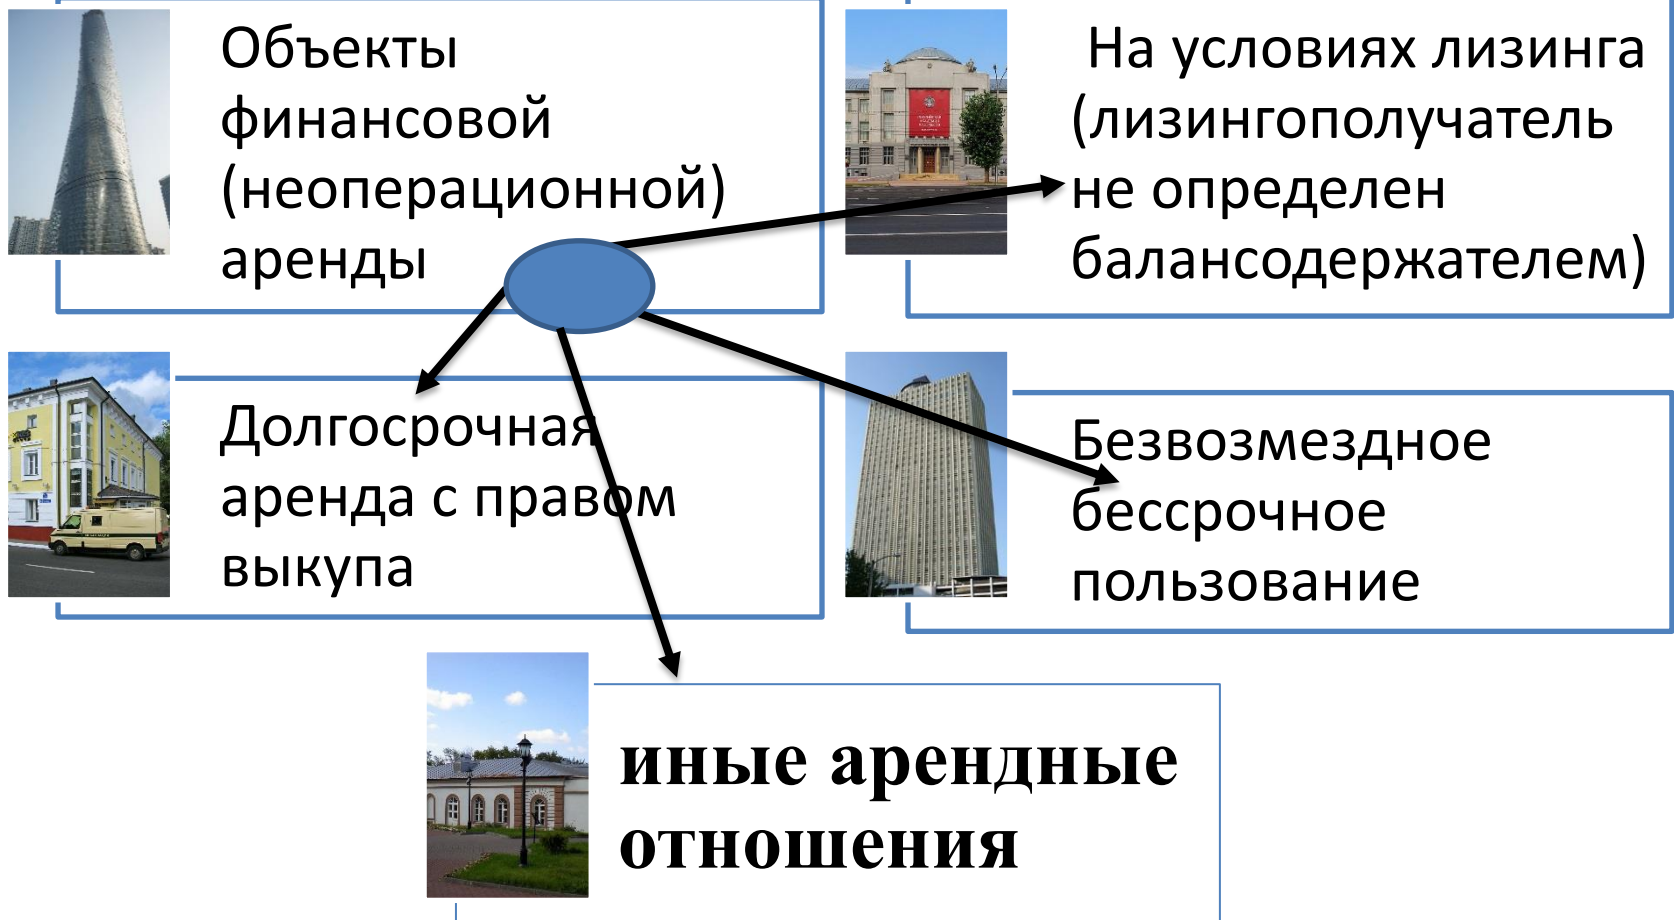 Объекты
финансовой
(неоперационной)
аренды
На условиях лизинга
(лизингополучатель
не определен
балансодержателем)
Долгосрочная
аренда с правом
выкупа
Безвозмездное
бессрочное
пользование
иные арендные
отношения